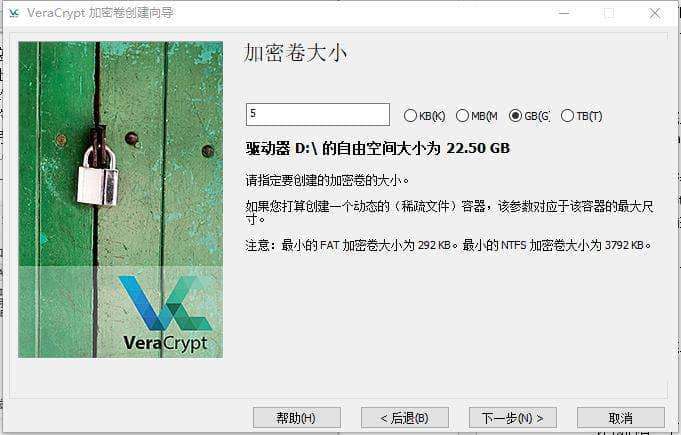 VeraCrypt 加密卷创建向导
加密卷大小
5
KB(K) MB(M GB(G TB(T)
驱动器 D:\ 的自由空间大小为 22.50 GB
请指定要创建的加密卷的大小。
如果您打算创建一个动态的（稀疏文件）容器，该参数对应于该容器的最大尺
寸。
注意：最小的 FAT 加密卷大小为 292 KB。最小的 NTFS 加密卷大小为 3792 KB。
VeraCrypt
帮助(H) < 后退(B) 下一步(N) > 取消